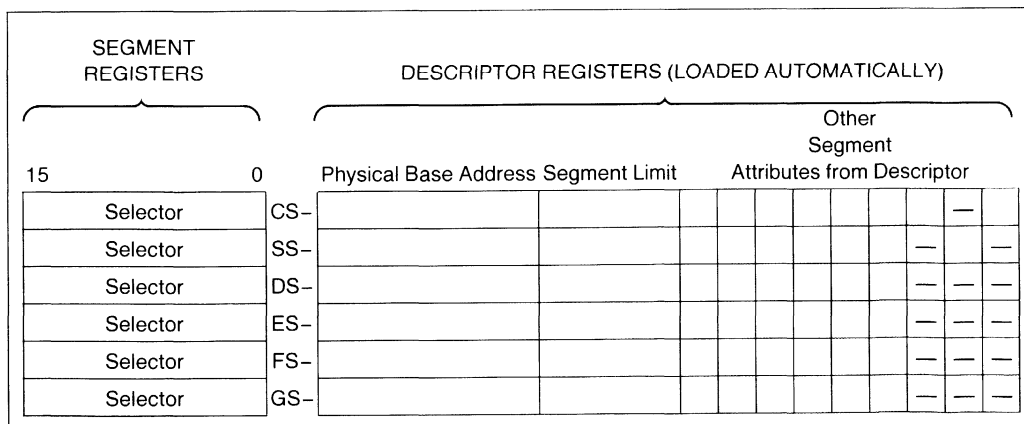 SEGMENT
REGISTERS
DESCRIPTOR REGISTERS (LOADED AUTOMATICALLY)
Other
Segment
15 0 Physical Base Address Segment Limit Attributes from Descriptor
Selector CS– —
Selector SS– — —
Selector DS– — — —
Selector ES– — — —
Selector FS– — — —
Selector GS– — — —